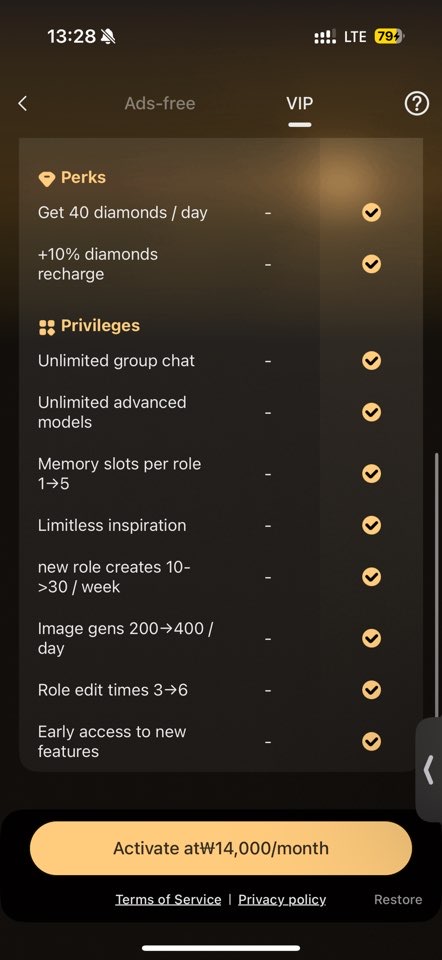 13:28
LTE 79
Ads-free VIP
Perks
Get 40 diamonds / day -
+10% diamonds
recharge -
Privileges
Unlimited group chat -
Unlimited advanced
models -
Memory slots per role
1→5 -
Limitless inspiration -
new role creates 10-
>30 / week -
Image gens 200→400 /
day -
Role edit times 3→6 -
Early access to new
features -
Activate at₩14,000/month
Terms of Service | Privacy policy
Restore